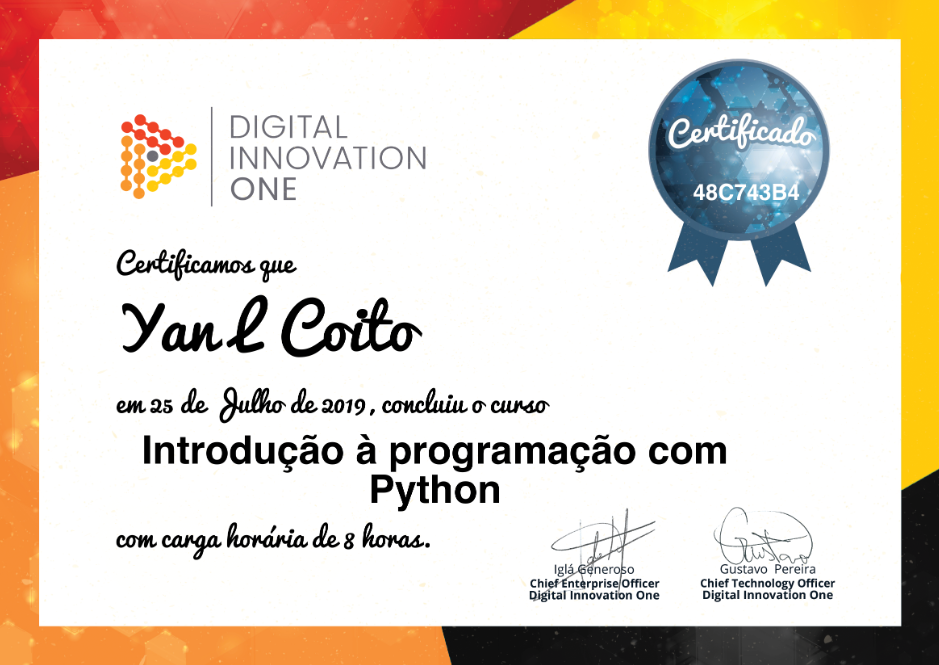 DIGITAL
INNOVATION
ONE
Certificado
48C743B4
Certificamos que
Yan L Coito
em 25 de Julho de 2019, concluiu o curso
Introdução à programação com
Python
com carga horária de 8 horas.
Iglá Generoso
Chief Enterprise Officer
Digital Innovation One
Gustavo
Gustavo Pereira
Chief Technology Officer
Digital Innovation One